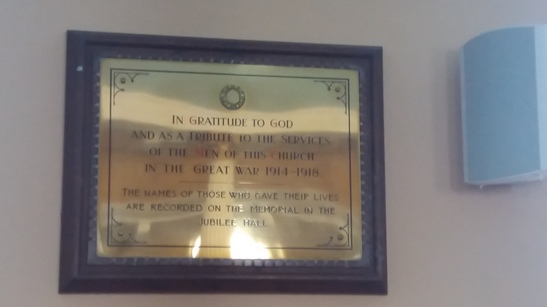 IN GRATITUDE TO GOD
AND AS A TRIBUTE TO THE SERVICES
OF THE MEN OF THIS CHURCH
IN THE GREAT WAR 1914-1918.
THE NAMES OF THOSE WHO GAVE THEIR LIVES
ARE RECORDED ON THE MEMORIAL IN THE
JUBILEE HALL